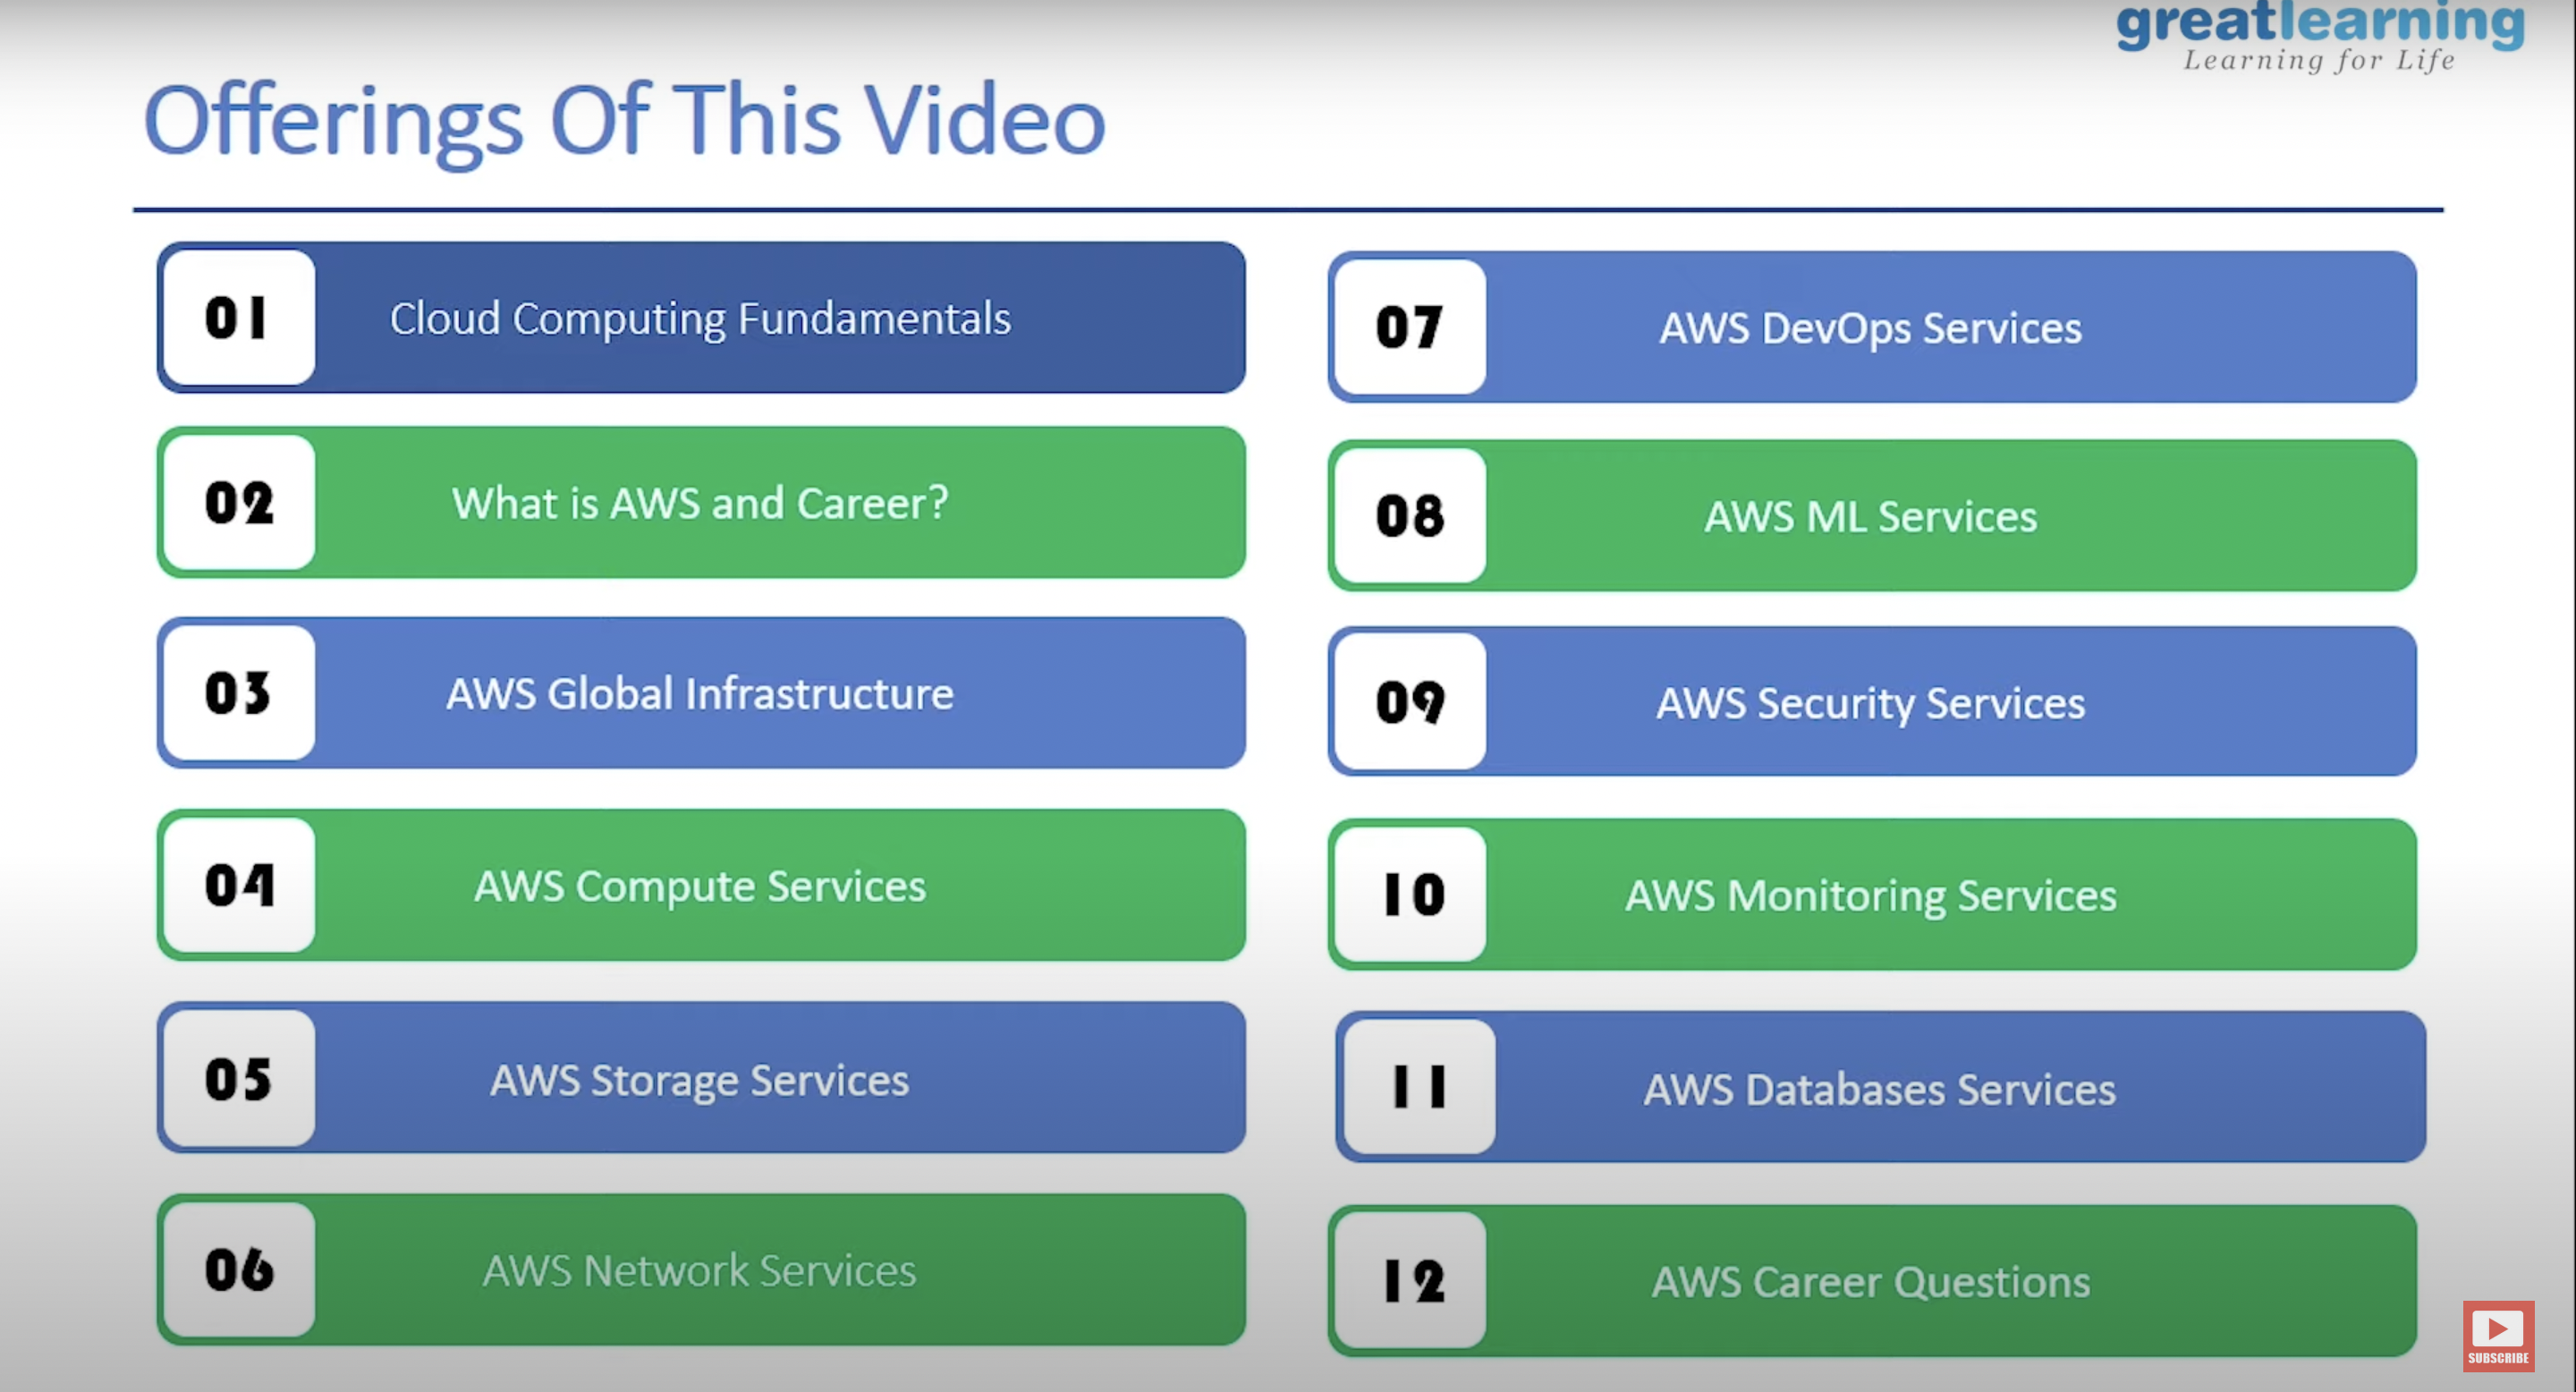 greatlearning
Learning for Life
Offerings Of This Video
01 Cloud Computing Fundamentals
02 What is AWS and Career?
03 AWS Global Infrastructure
04 AWS Compute Services
05 AWS Storage Services
06 AWS Network Services
07 AWS DevOps Services
08 AWS ML Services
09 AWS Security Services
10 AWS Monitoring Services
11 AWS Databases Services
12 AWS Career Questions
SUBSCRIBE